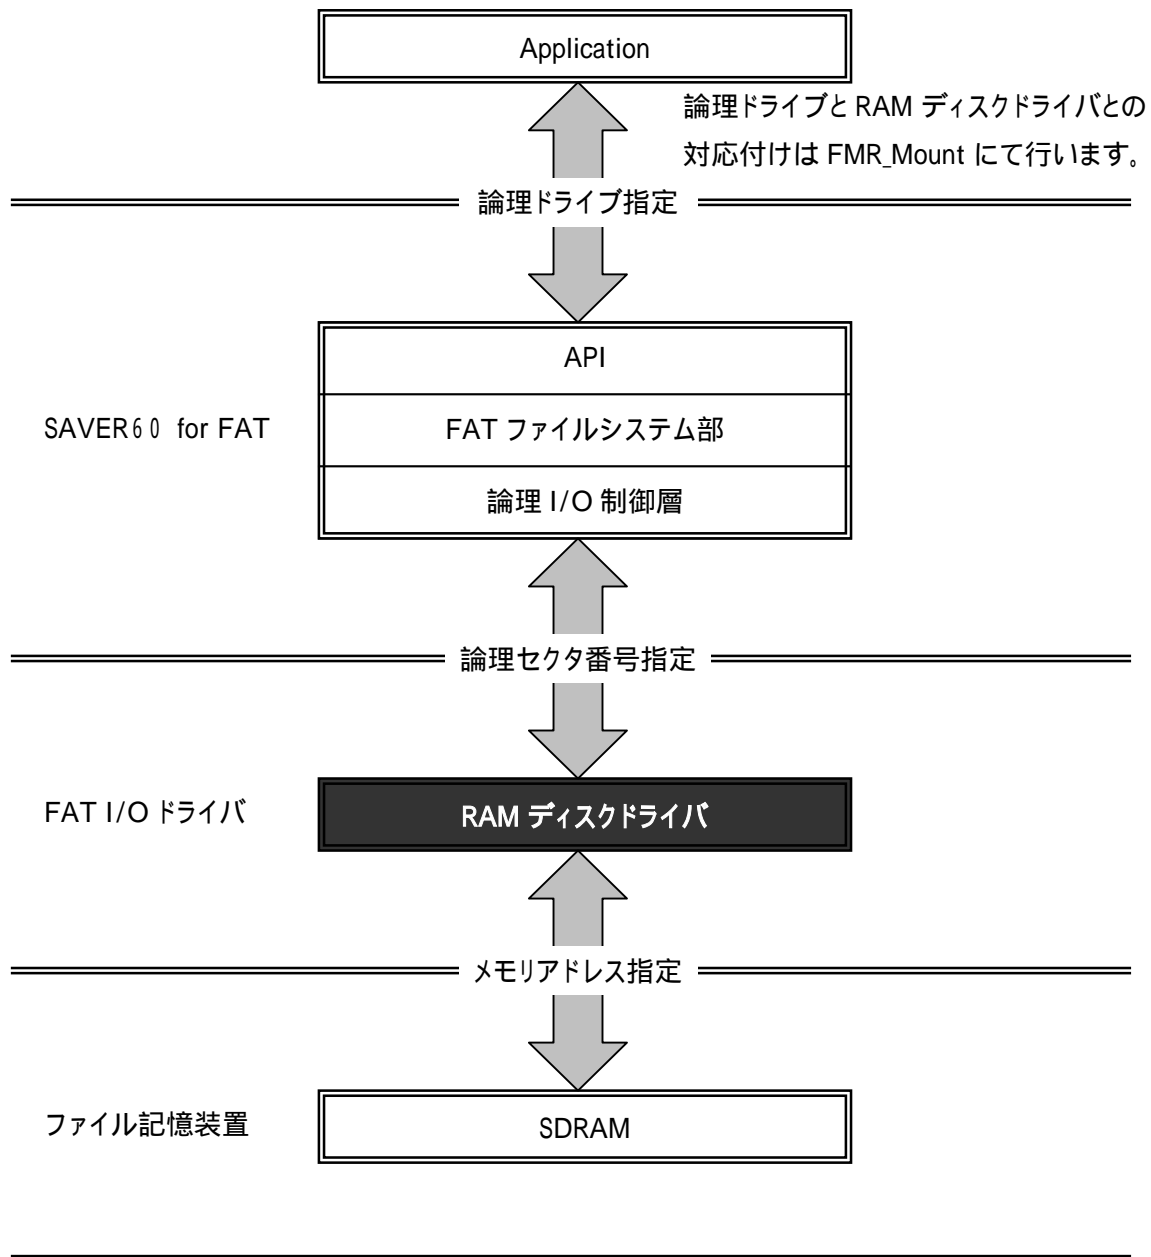 Application
論理ドライブと RAM ディスクドライバとの
対応付けは FMR_Mount にて行います。
論理ドライブ指定
API
SAVER60 for FAT
FAT ファイルシステム部
論理 I/O 制御層
論理セクタ番号指定
FAT I/O ドライバ
RAM ディスクドライバ
メモリアドレス指定
ファイル記憶装置
SDRAM